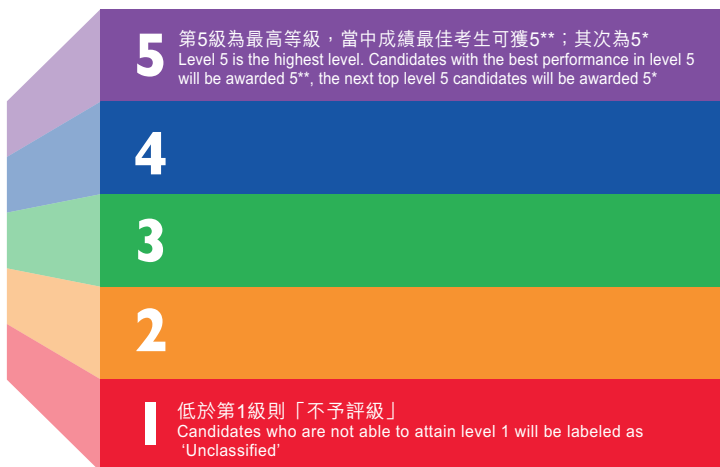 5
第5級為最高等級，當中成績最佳考生可獲5**；其次為5*
Level 5 is the highest level. Candidates with the best performance in level 5
will be awarded 5**, the next top level 5 candidates will be awarded 5*
4
3
2
1
低於第1級則「不予評級」
Candidates who are not able to attain level 1 will be labeled as
‘Unclassified’